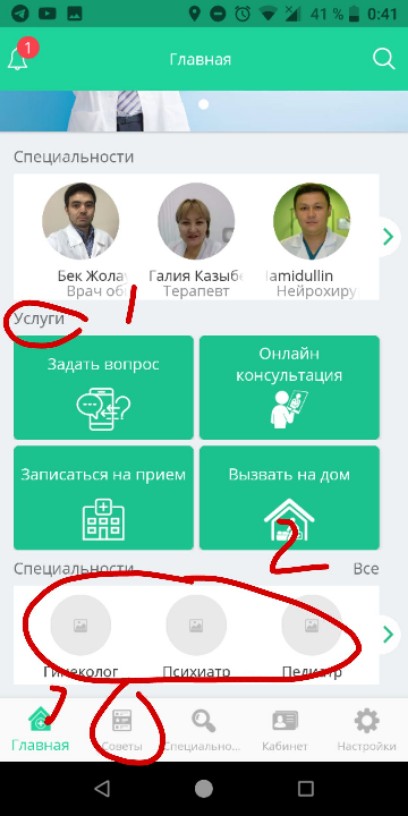 41 % 0:41
1
Главная
Специальности
Бек Жола Галия Казыб amidullin
Врач об Терапевт Нейрохиру
1
Услуги
Задать вопрос
Онлайн
консультация
Записаться на прием
Вызвать на дом
2
Специальности Все
Гинеколог Психиатр Педиатр
Главная Советы Специально... Кабинет Настройки